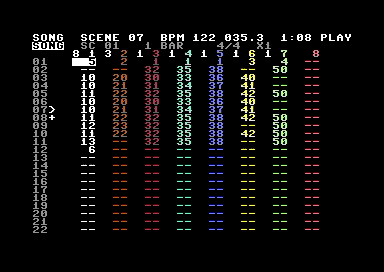 SONG SCENE 07 BPM 122 035.3 1:08 PLAY
SONG SC 01 1 BAR 4/4 X1
8 1 3 2 1 3 1 4 1 5 1 6 1 7 8
01 5 2 1 1 1 3 4 --
02 -- -- 32 35 38 -- 50 --
03 10 20 30 33 36 40 -- --
04 10 21 31 34 37 41 -- --
05 11 22 32 35 38 42 50 --
06 10 20 30 33 36 40 -- --
07> 10 21 31 34 37 41 -- --
08+ 11 22 32 35 38 42 50 --
09 12 23 32 35 38 -- 50 --
10 11 22 32 35 38 42 50 --
11 13 -- 32 35 38 -- 50 --
12 6 -- -- -- -- -- -- --
13 -- -- -- -- -- -- -- --
14 -- -- -- -- -- -- -- --
15 -- -- -- -- -- -- -- --
16 -- -- -- -- -- -- -- --
17 -- -- -- -- -- -- -- --
18 -- -- -- -- -- -- -- --
19 -- -- -- -- -- -- -- --
20 -- -- -- -- -- -- -- --
21 -- -- -- -- -- -- -- --
22 -- -- -- -- -- -- -- --